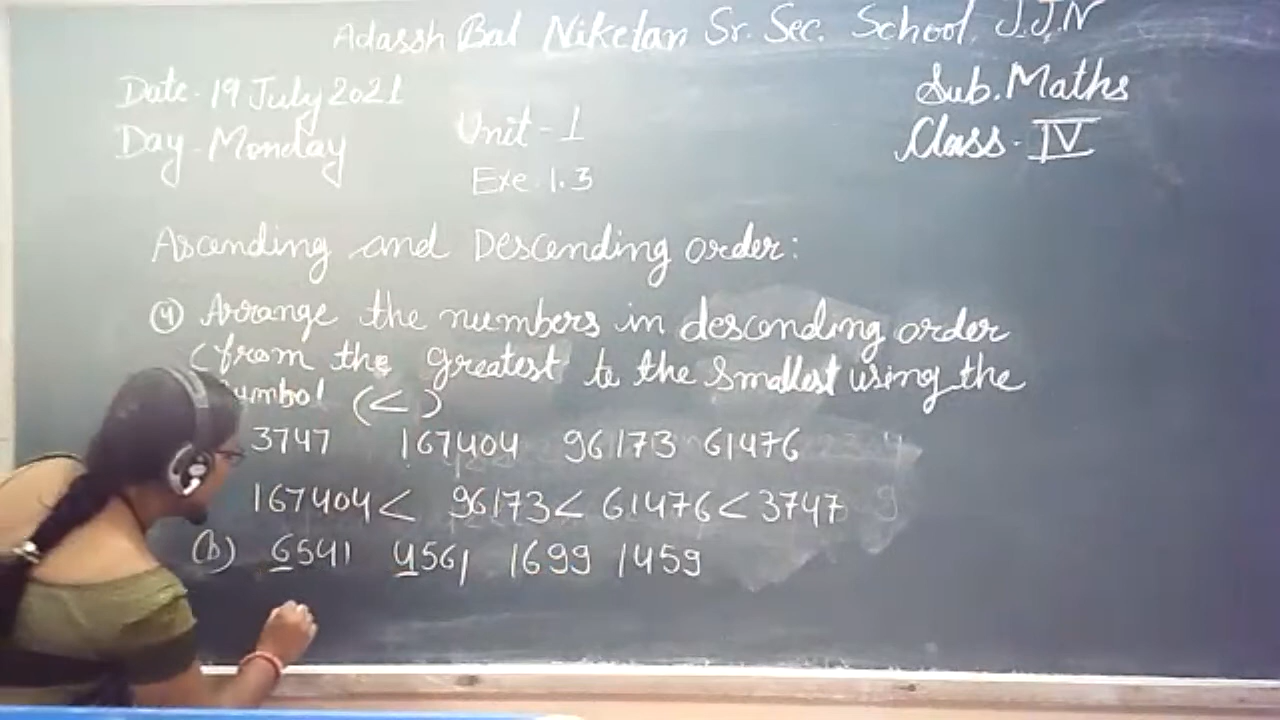 Adarsh Bal Niketan Sr. Sec. School J.J.N
Date - 19 July 2021
Sub. Maths
Day - Monday
Unit - 1
Class - IV
Exe 1.3
Ascending and Descending order:
(4) Arrange the numbers in descending order
(from the greatest to the smallest using the
(<)
3747 167404 96173 61476
167404 < 96173 < 61476 < 3747
(b) 6541 4561 1699 1459